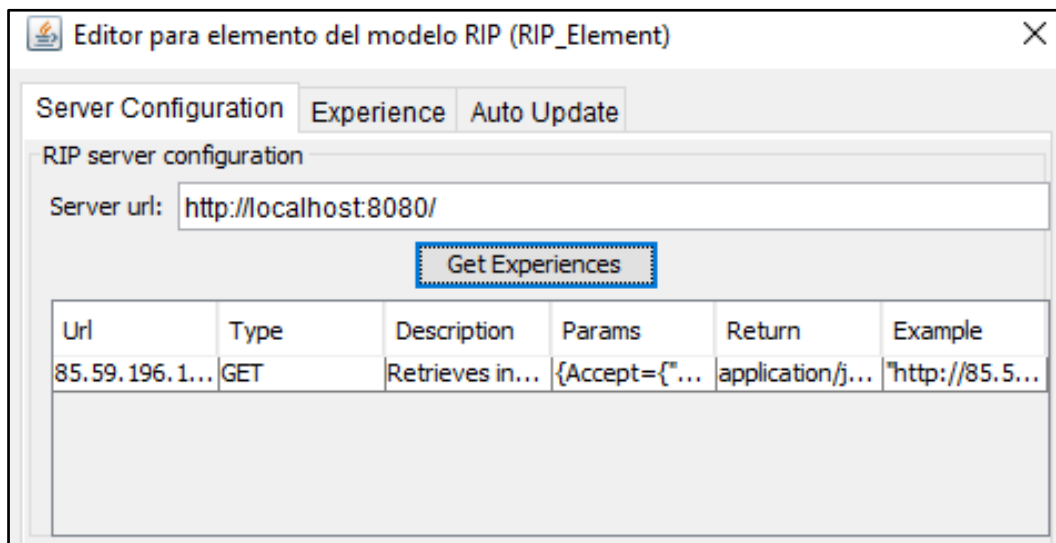 Editor para elemento del modelo RIP (RIP_Element)
Server Configuration Experience Auto Update
RIP server configuration
Server url: http://localhost:8080/
Get Experiences
Url Type Description Params Return Example
85.59.196.1... GET Retrieves in... {Accept={"... application/j... "http://85.5...